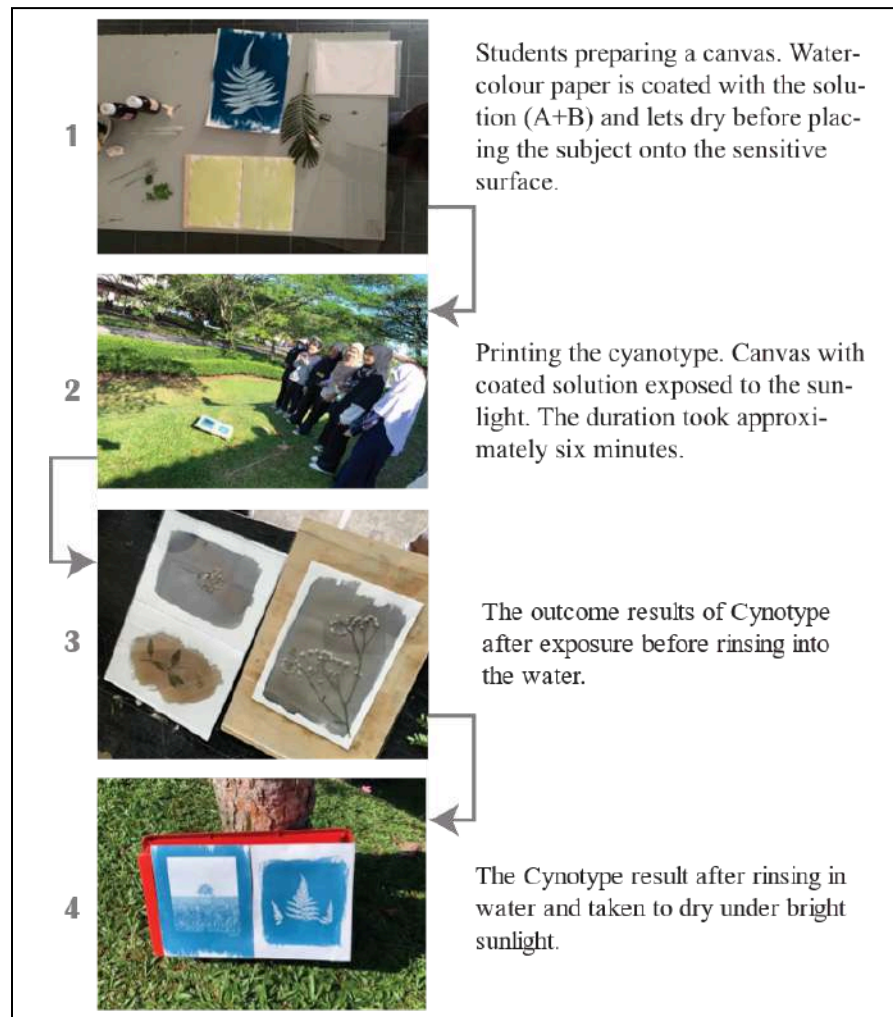 1
Students preparing a canvas. Water-
colour paper is coated with the
solution (A+B) and lets dry before plac-
ing the subject onto the sensitive
surface.
2
Printing the cyanotype. Canvas with
coated solution exposed to the sun-
light. The duration took approxi-
mately six minutes.
3
The outcome results of Cynotype
after exposure before rinsing into
the water.
4
The Cynotype result after rinsing in
water and taken to dry under bright
sunlight.